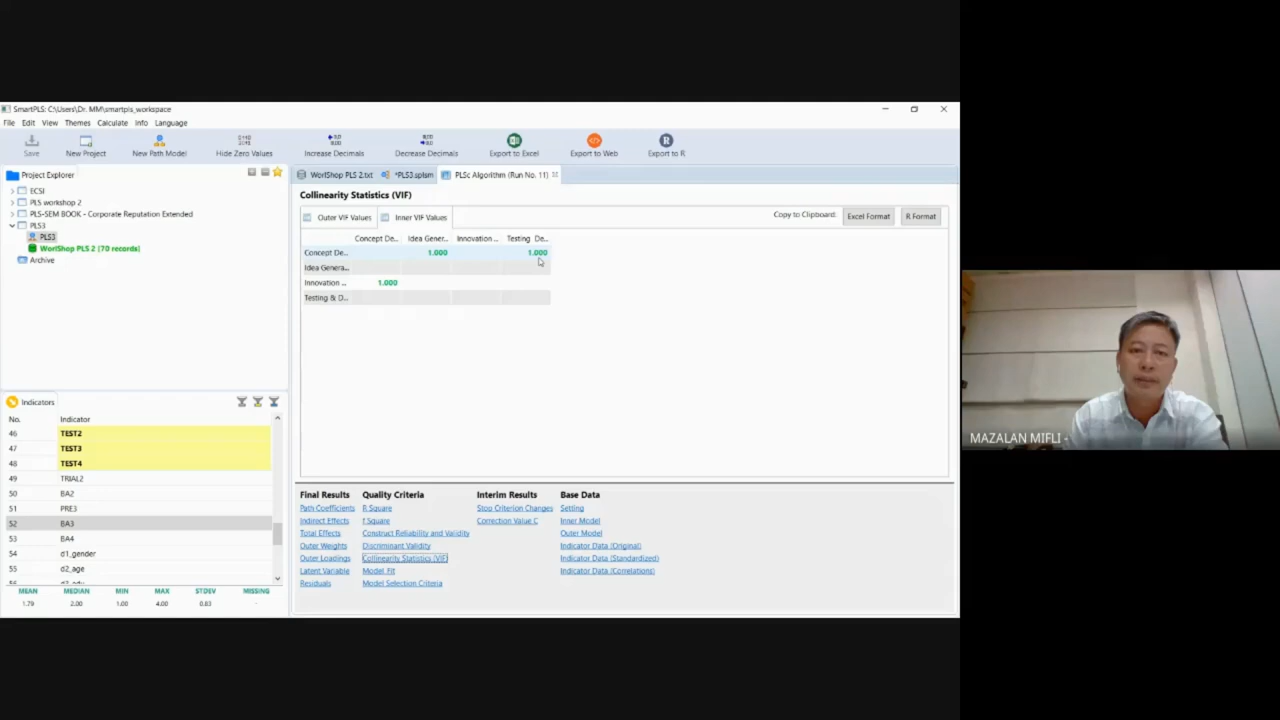 SmartPLS: C:\Users\Dr. MM\smartpls_workspace
File Edit View Themes Calculate Info Language
Save New Project New Path Model Hide Zero Values Increase Decimals Decrease Decimals Export to Excel Export to Web Export to R
Project Explorer
ECSI
PLS workshop 2
PLS-SEM BOOK - Corporate Reputation Extended
PLS3
PLS3
WorlShop PLS 2 [70 records]
Archive
WorlShop PLS 2.txt *PLS3.splsm PLSc Algorithm (Run No. 11)
Collinearity Statistics (VIF)
Outer VIF Values Inner VIF Values Copy to Clipboard: Excel Format R Format
Concept De... Idea Gener... Innovation ... Testing De...
Concept De... 1.000 1.000
Idea Genera...
Innovation ... 1.000
Testing & D...
Indicators
No. Indicator
46 TEST2
47 TEST3
48 TEST4
49 TRIAL2
50 BA2
51 PRE3
52 BA3
53 BA4
54 d1_gender
55 d2_age
MEAN MEDIAN MIN MAX STDEV MISSING
1.79 2.00 1.00 4.00 0.83 -
Final Results Quality Criteria Interim Results Base Data
Path Coefficients R Square Stop Criterion Changes Setting
Indirect Effects f Square Correction Value C Inner Model
Total Effects Construct Reliability and Validity Outer Model
Outer Weights Discriminant Validity Indicator Data (Original)
Outer Loadings Collinearity Statistics (VIF) Indicator Data (Standardized)
Latent Variable Model_Fit Indicator Data (Correlations)
Residuals Model Selection Criteria
MAZALAN MIFLI -